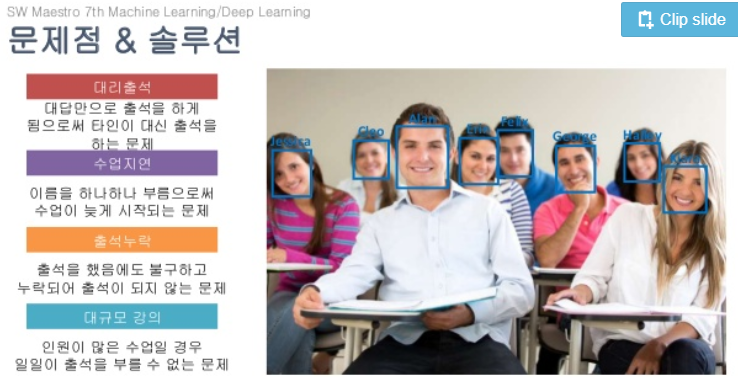 SW Maestro 7th Machine Learning/Deep Learning
Clip slide
문제점 & 솔루션
대리출석
대답만으로 출석을 하게
됨으로써 타인이 대신 출석을
하는 문제
수업지연
이름을 하나하나 부름으로써
수업이 늦게 시작되는 문제
출석누락
출석을 했음에도 불구하고
누락되어 출석이 되지 않는 문제
대규모 강의
인원이 많은 수업일 경우
일일이 출석을 부를 수 없는 문제
Jessica
Cleo
Alan
Felix
George